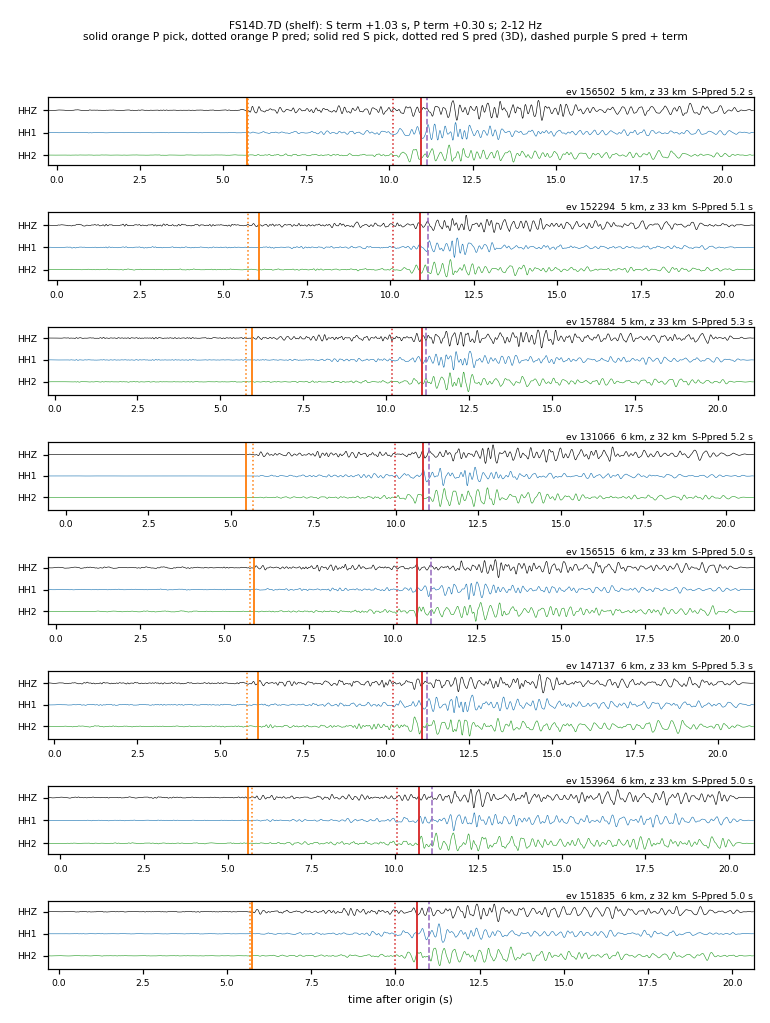 FS14D.7D (shelf): S term +1.03 s, P term +0.30 s; 2-12 Hz
solid orange P pick, dotted orange P pred; solid red S pick, dotted red S pred (3D), dashed purple S pred + term
ev 156502  5 km, z 33 km  S-Ppred 5.2 s
HHZ
HH1
HH2
0.0 2.5 5.0 7.5 10.0 12.5 15.0 17.5 20.0
ev 152294  5 km, z 33 km  S-Ppred 5.1 s
HHZ
HH1
HH2
0.0 2.5 5.0 7.5 10.0 12.5 15.0 17.5 20.0
ev 157884  5 km, z 33 km  S-Ppred 5.3 s
HHZ
HH1
HH2
0.0 2.5 5.0 7.5 10.0 12.5 15.0 17.5 20.0
ev 131066  6 km, z 32 km  S-Ppred 5.2 s
HHZ
HH1
HH2
0.0 2.5 5.0 7.5 10.0 12.5 15.0 17.5 20.0
ev 156515  6 km, z 33 km  S-Ppred 5.0 s
HHZ
HH1
HH2
0.0 2.5 5.0 7.5 10.0 12.5 15.0 17.5 20.0
ev 147137  6 km, z 33 km  S-Ppred 5.3 s
HHZ
HH1
HH2
0.0 2.5 5.0 7.5 10.0 12.5 15.0 17.5 20.0
ev 153964  6 km, z 33 km  S-Ppred 5.0 s
HHZ
HH1
HH2
0.0 2.5 5.0 7.5 10.0 12.5 15.0 17.5 20.0
ev 151835  6 km, z 32 km  S-Ppred 5.0 s
HHZ
HH1
HH2
0.0 2.5 5.0 7.5 10.0 12.5 15.0 17.5 20.0
time after origin (s)